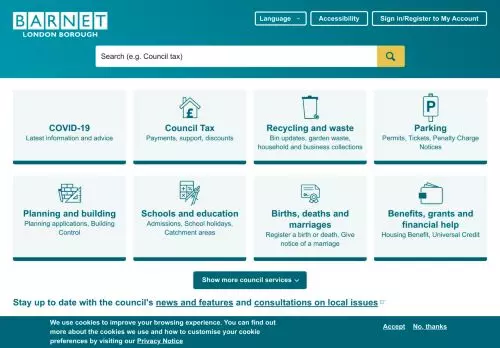 BARNET
LONDON BOROUGH
Language
Accessibility
Sign in/Register to My Account
Search (e.g. Council tax)
COVID-19
Latest information and advice
Council Tax
Payments, support, discounts
Recycling and waste
Bin updates, garden waste,
household and business collections
Parking
Permits, Tickets, Penalty Charge
Notices
Planning and building
Planning applications, Building
Control
Schools and education
Admissions, School holidays,
Catchment areas
Births, deaths and
marriages
Register a birth or death, Give
notice of a marriage
Benefits, grants and
financial help
Housing Benefit, Universal Credit
Show more council services
Stay up to date with the council's news and features and consultations on local issues
We use cookies to improve your browsing experience. You can find out
more about the cookies we use and how to customise your cookie
preferences by visiting our Privacy Notice
Accept
No, thanks